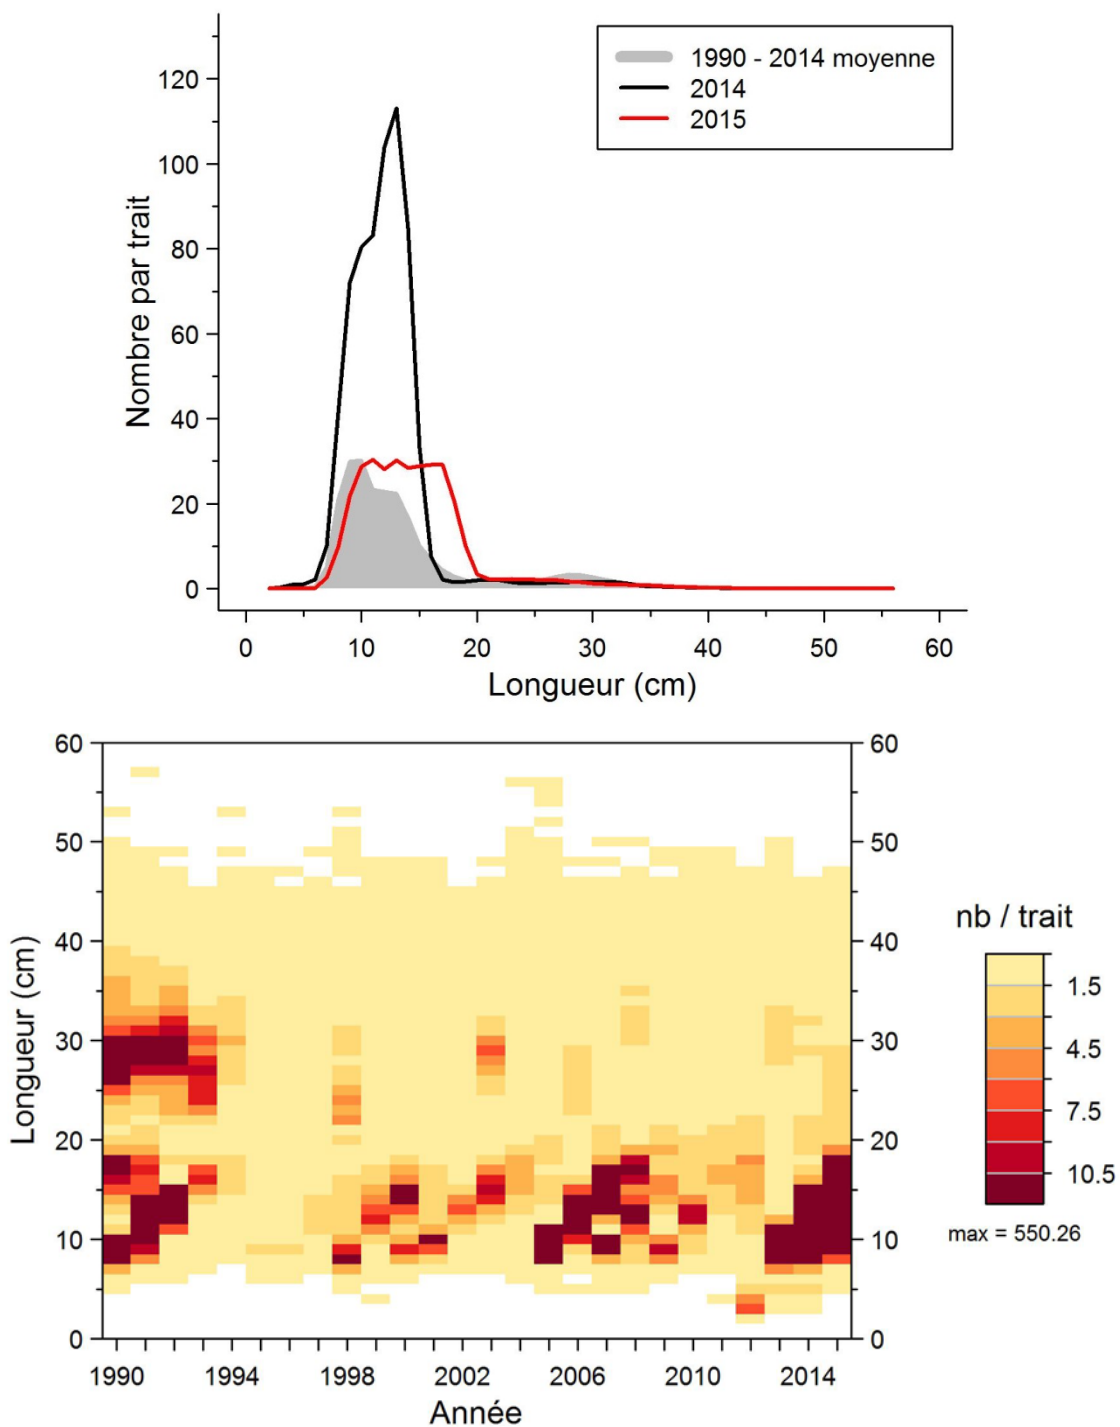 1990 - 2014 moyenne
2014
2015
Nombre par trait
120
100
80
60
40
20
0
0 10 20 30 40 50 60
Longueur (cm)
Longueur (cm)
60 60
50 50
40 40
30 30
20 20
10 10
0 0
1990 1994 1998 2002 2006 2010 2014
Année
nb / trait
1.5
4.5
7.5
10.5
max = 550.26